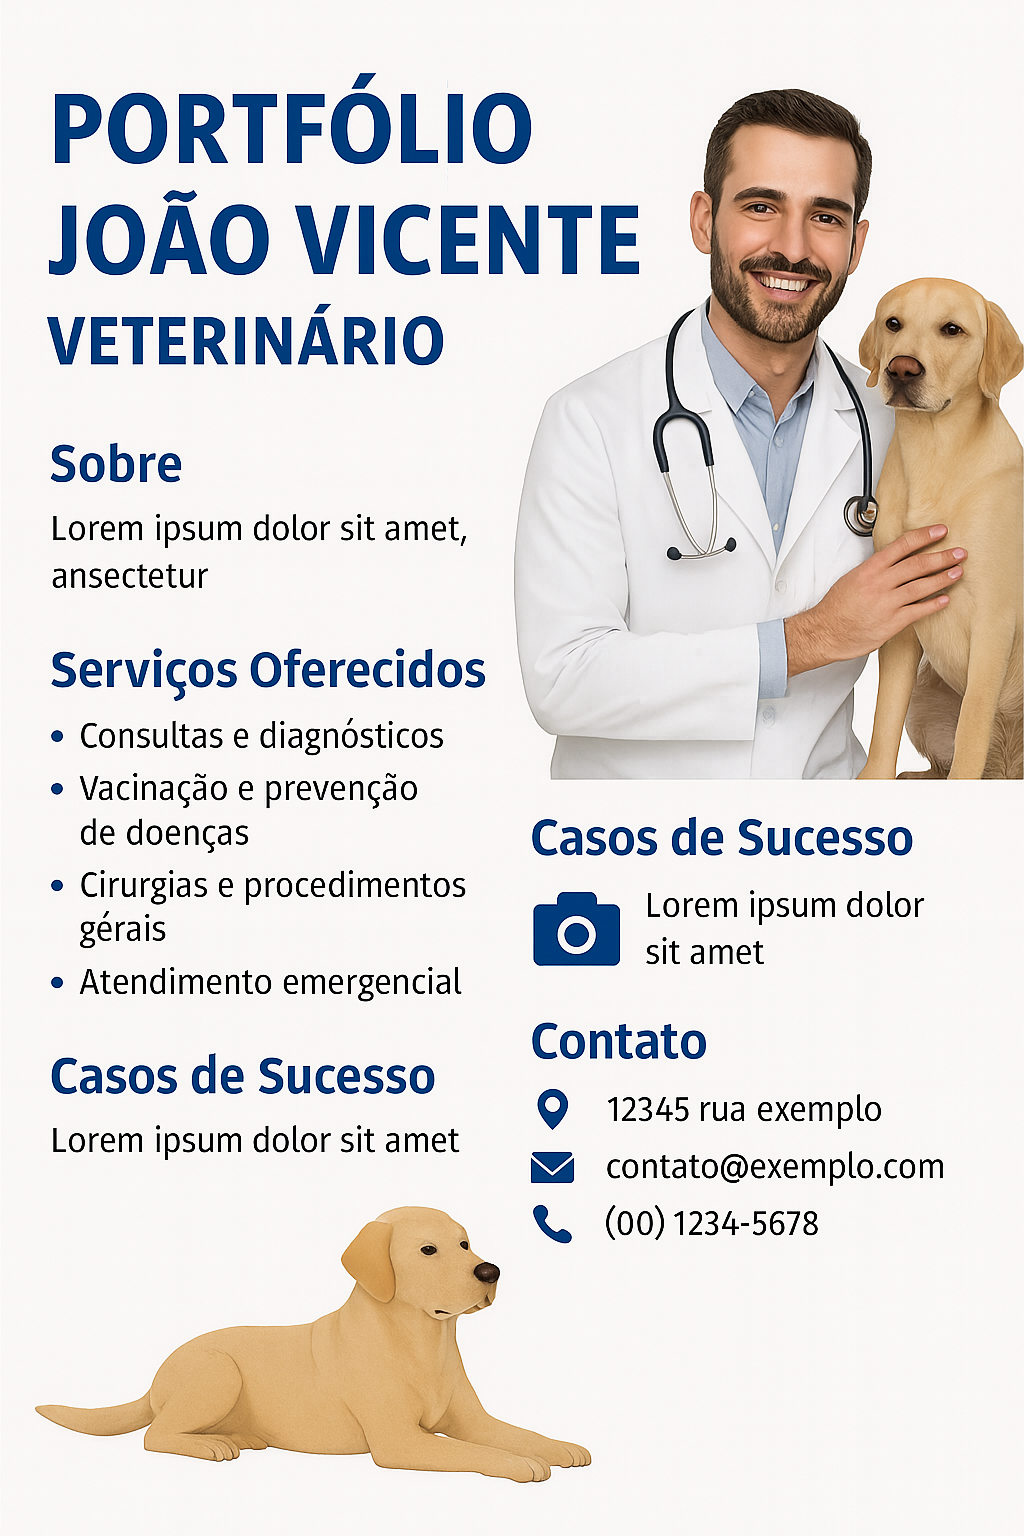 PORTFÓLIO
JOÃO VICENTE
VETERINÁRIO
Sobre
Lorem ipsum dolor sit amet,
ansectetur
Serviços Oferecidos
• Consultas e diagnósticos
• Vacinação e prevenção
de doenças
• Cirurgias e procedimentos
gérais
• Atendimento emergencial
Casos de Sucesso
Lorem ipsum dolor sit amet
Casos de Sucesso
Lorem ipsum dolor
sit amet
Contato
12345 rua exemplo
contato@exemplo.com
(00) 1234-5678